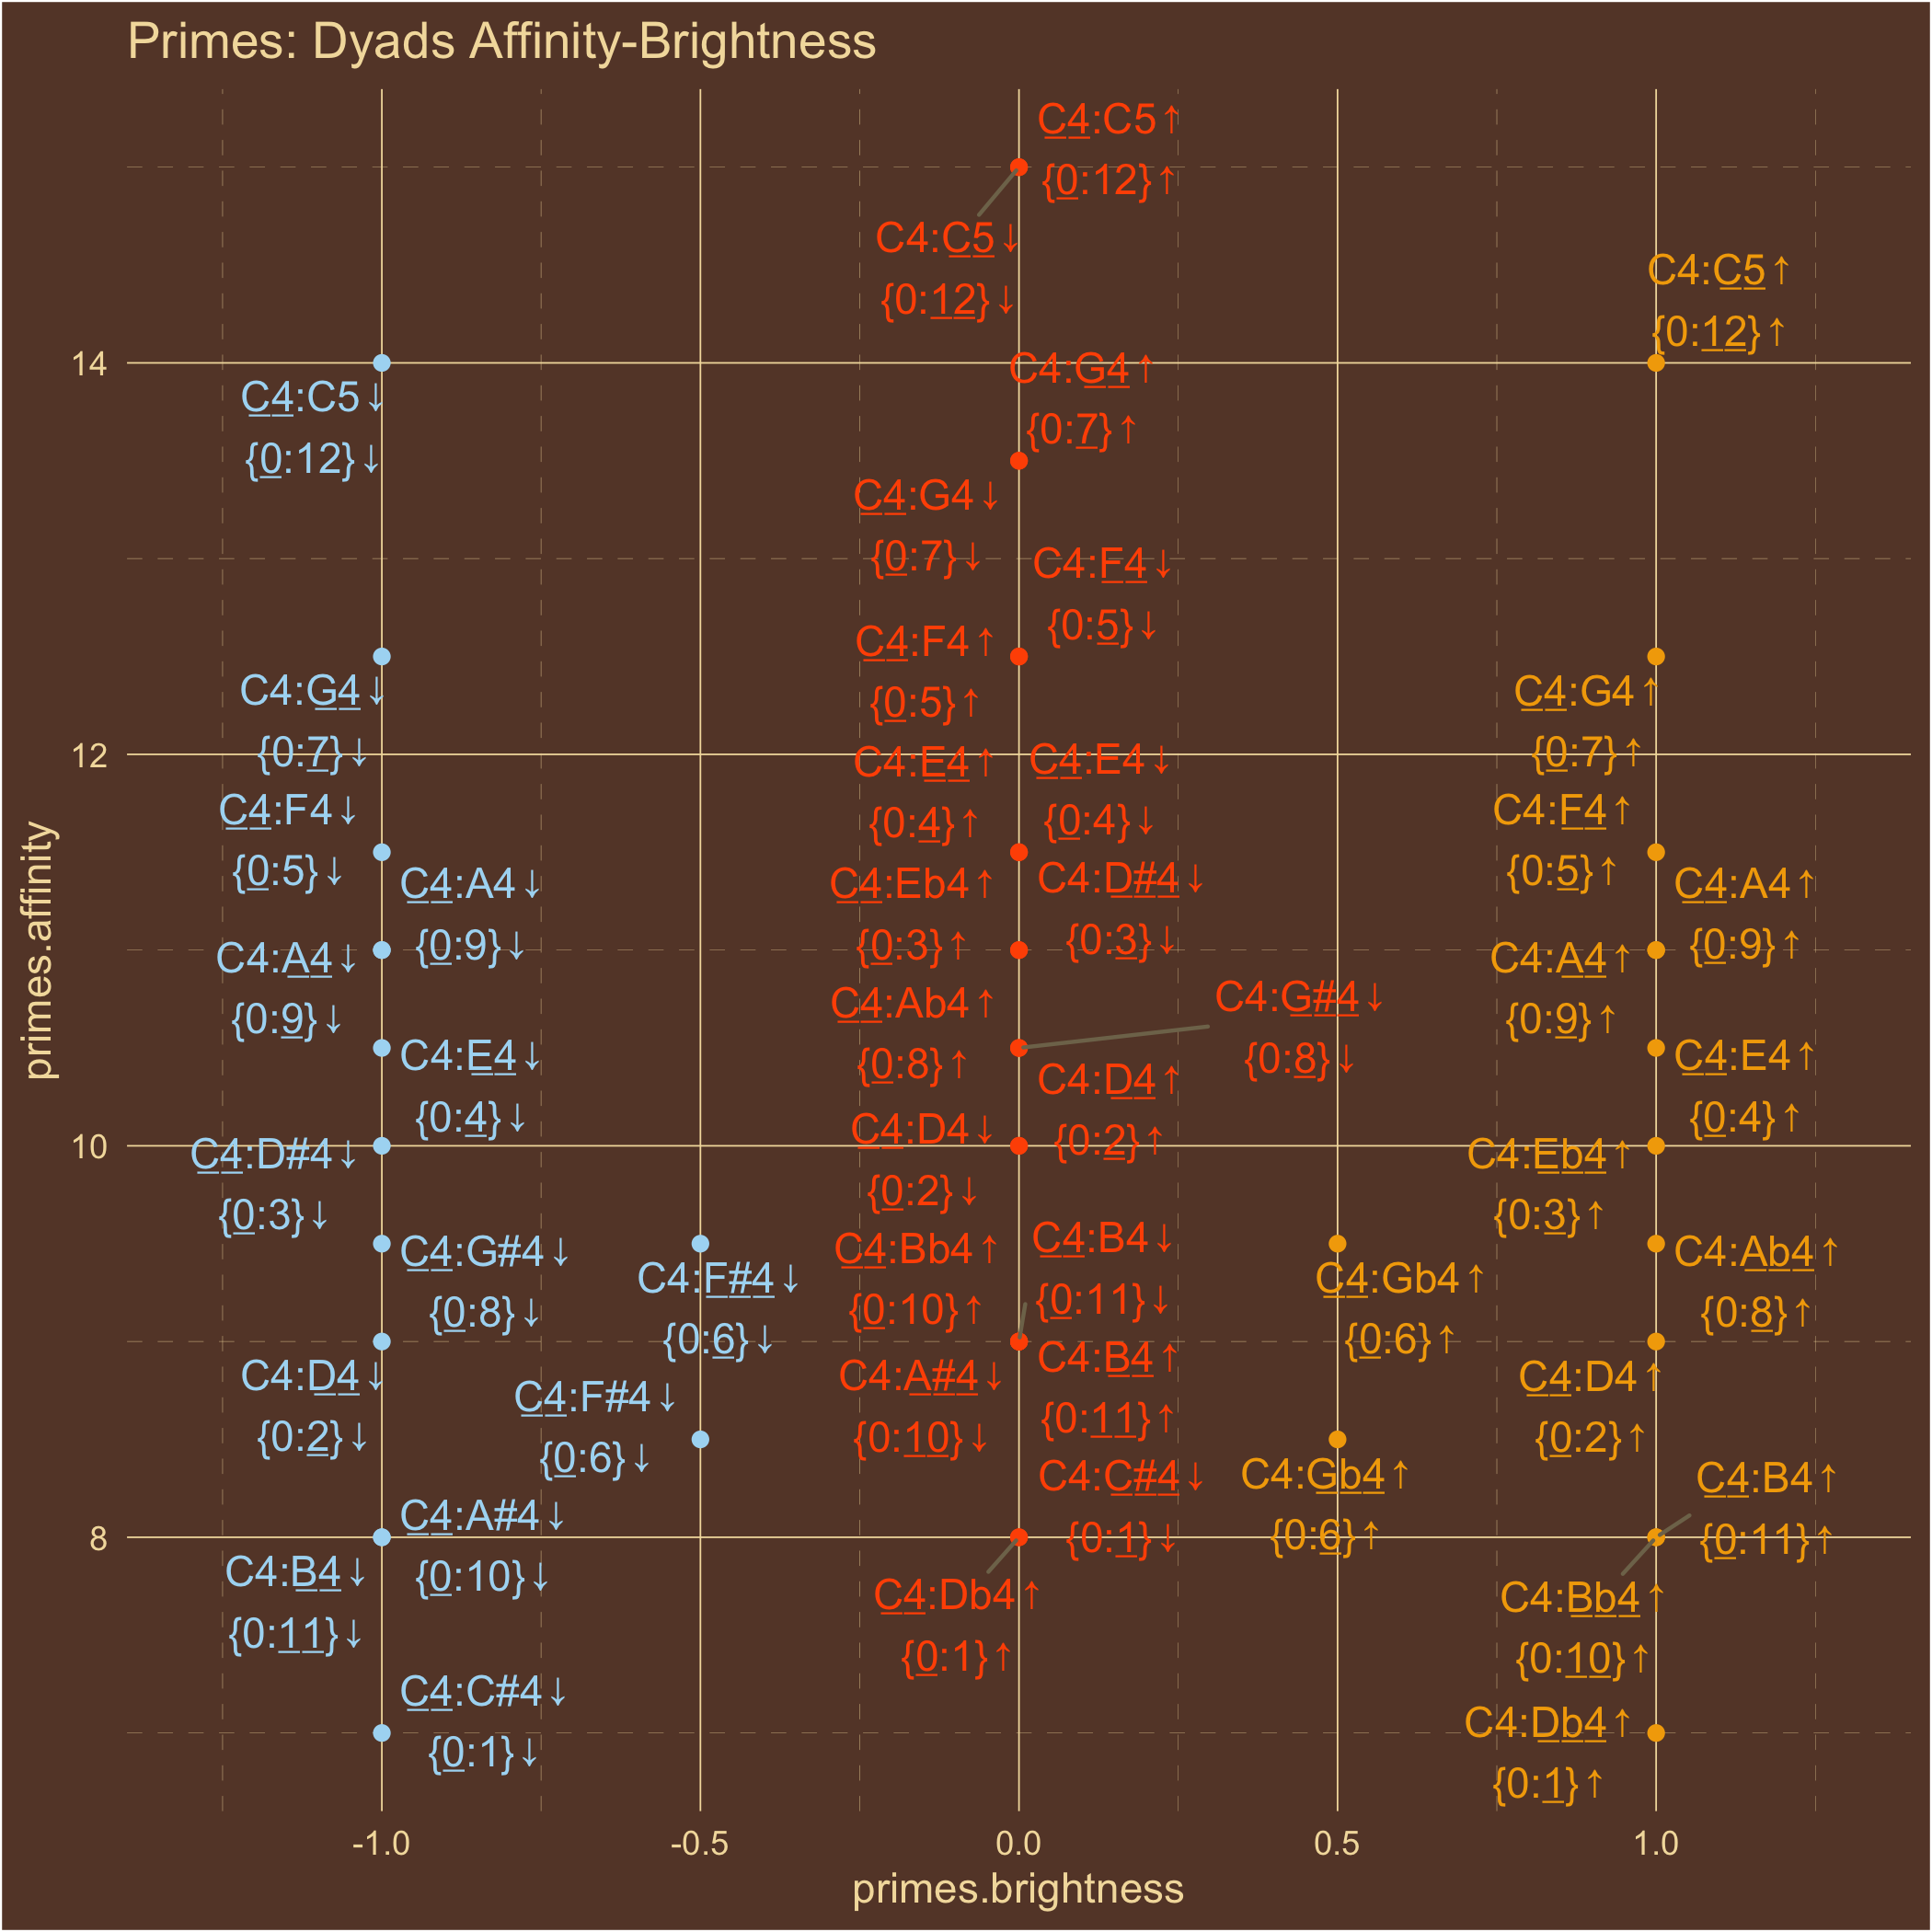 Primes: Dyads Affinity-Brightness
C4:C5↑
{0:12}↑
C4:C5↓
{0:12}↓
C4:C5↑
{0:12}↑
14
C4:G4↑
{0:7}↑
C4:C5↓
{0:12}↓
C4:G4↓
{0:7}↓
C4:F4↓
{0:5}↓
C4:F4↑
{0:5}↑
C4:G4↓
{0:7}↓
C4:G4↑
{0:7}↑
12
C4:E4↑
{0:4}↑
C4:E4↓
{0:4}↓
C4:F4↓
{0:5}↓
C4:F4↑
{0:5}↑
C4:A4↓
{0:9}↓
C4:Eb4↑
{0:3}↑
C4:D#4↓
{0:3}↓
C4:A4↑
{0:9}↑
primes.affinity
C4:A4↓
{0:9}↓
C4:A4↑
{0:9}↑
C4:Ab4↑
{0:8}↑
C4:G#4↓
{0:8}↓
C4:E4↓
{0:4}↓
C4:E4↑
{0:4}↑
C4:D4↑
{0:2}↑
10
C4:D4↓
{0:2}↓
C4:D#4↓
{0:3}↓
C4:Eb4↑
{0:3}↑
C4:G#4↓
{0:8}↓
C4:F#4↓
{0:6}↓
C4:Bb4↑
{0:10}↑
C4:B4↓
{0:11}↓
C4:Gb4↑
{0:6}↑
C4:Ab4↑
{0:8}↑
C4:D4↓
{0:2}↓
C4:F#4↓
{0:6}↓
C4:A#4↓
{0:10}↓
C4:B4↑
{0:11}↑
C4:D4↑
{0:2}↑
C4:C#4↓
{0:1}↓
C4:Gb4↑
{0:6}↑
C4:B4↑
{0:11}↑
8
C4:A#4↓
{0:10}↓
C4:B4↓
{0:11}↓
C4:Db4↑
{0:1}↑
C4:Bb4↑
{0:10}↑
C4:C#4↓
{0:1}↓
C4:Db4↑
{0:1}↑
-1.0
-0.5
0.0
0.5
1.0
primes.brightness